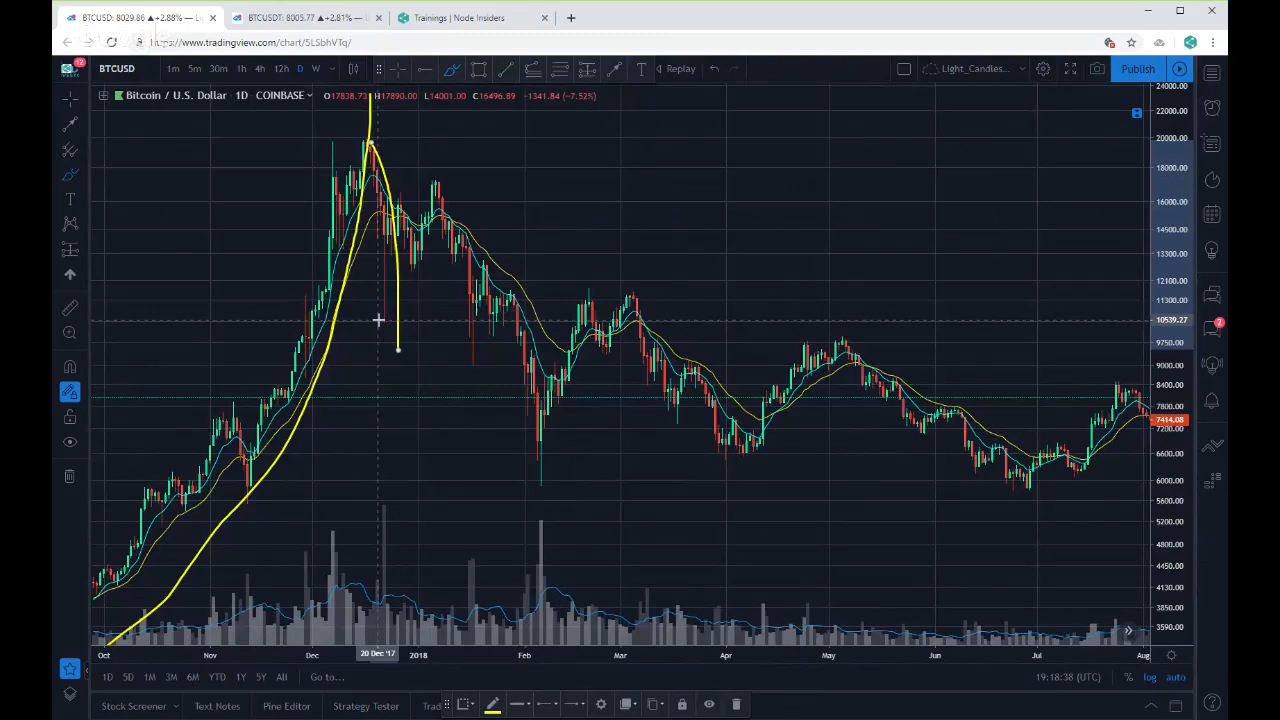 BTCUSD: 8029.86 ▲+2.88% — Li
BTCUSDT: 8005.77 ▲+2.81% — L
Trainings | Node Insiders
https://www.tradingview.com/chart/5LSbhVTq/
12
BTCUSD
1m 5m 30m 1h 4h 12h D W
Replay
Light_Candles...
Publish
Bitcoin / U.S. Dollar 1D COINBASE
O17838.73 H17890.00 L14001.00 C16496.89 -1341.84 (-7.52%)
24000.00
22000.00
20000.00
18000.00
16000.00
14500.00
13300.00
12100.00
11300.00
10539.27
9750.00
9000.00
8400.00
7800.00
7414.08
7200.00
6600.00
6000.00
5600.00
5200.00
4800.00
4450.00
4130.00
3850.00
3590.00
2
Oct Nov Dec 20 Dec '17 2018 Feb Mar Apr May Jun Jul Aug
1D 5D 1M 3M 6M YTD 1Y 5Y All Go to...
19:18:38 (UTC) % log auto
Stock Screener Text Notes Pine Editor Strategy Tester Trad